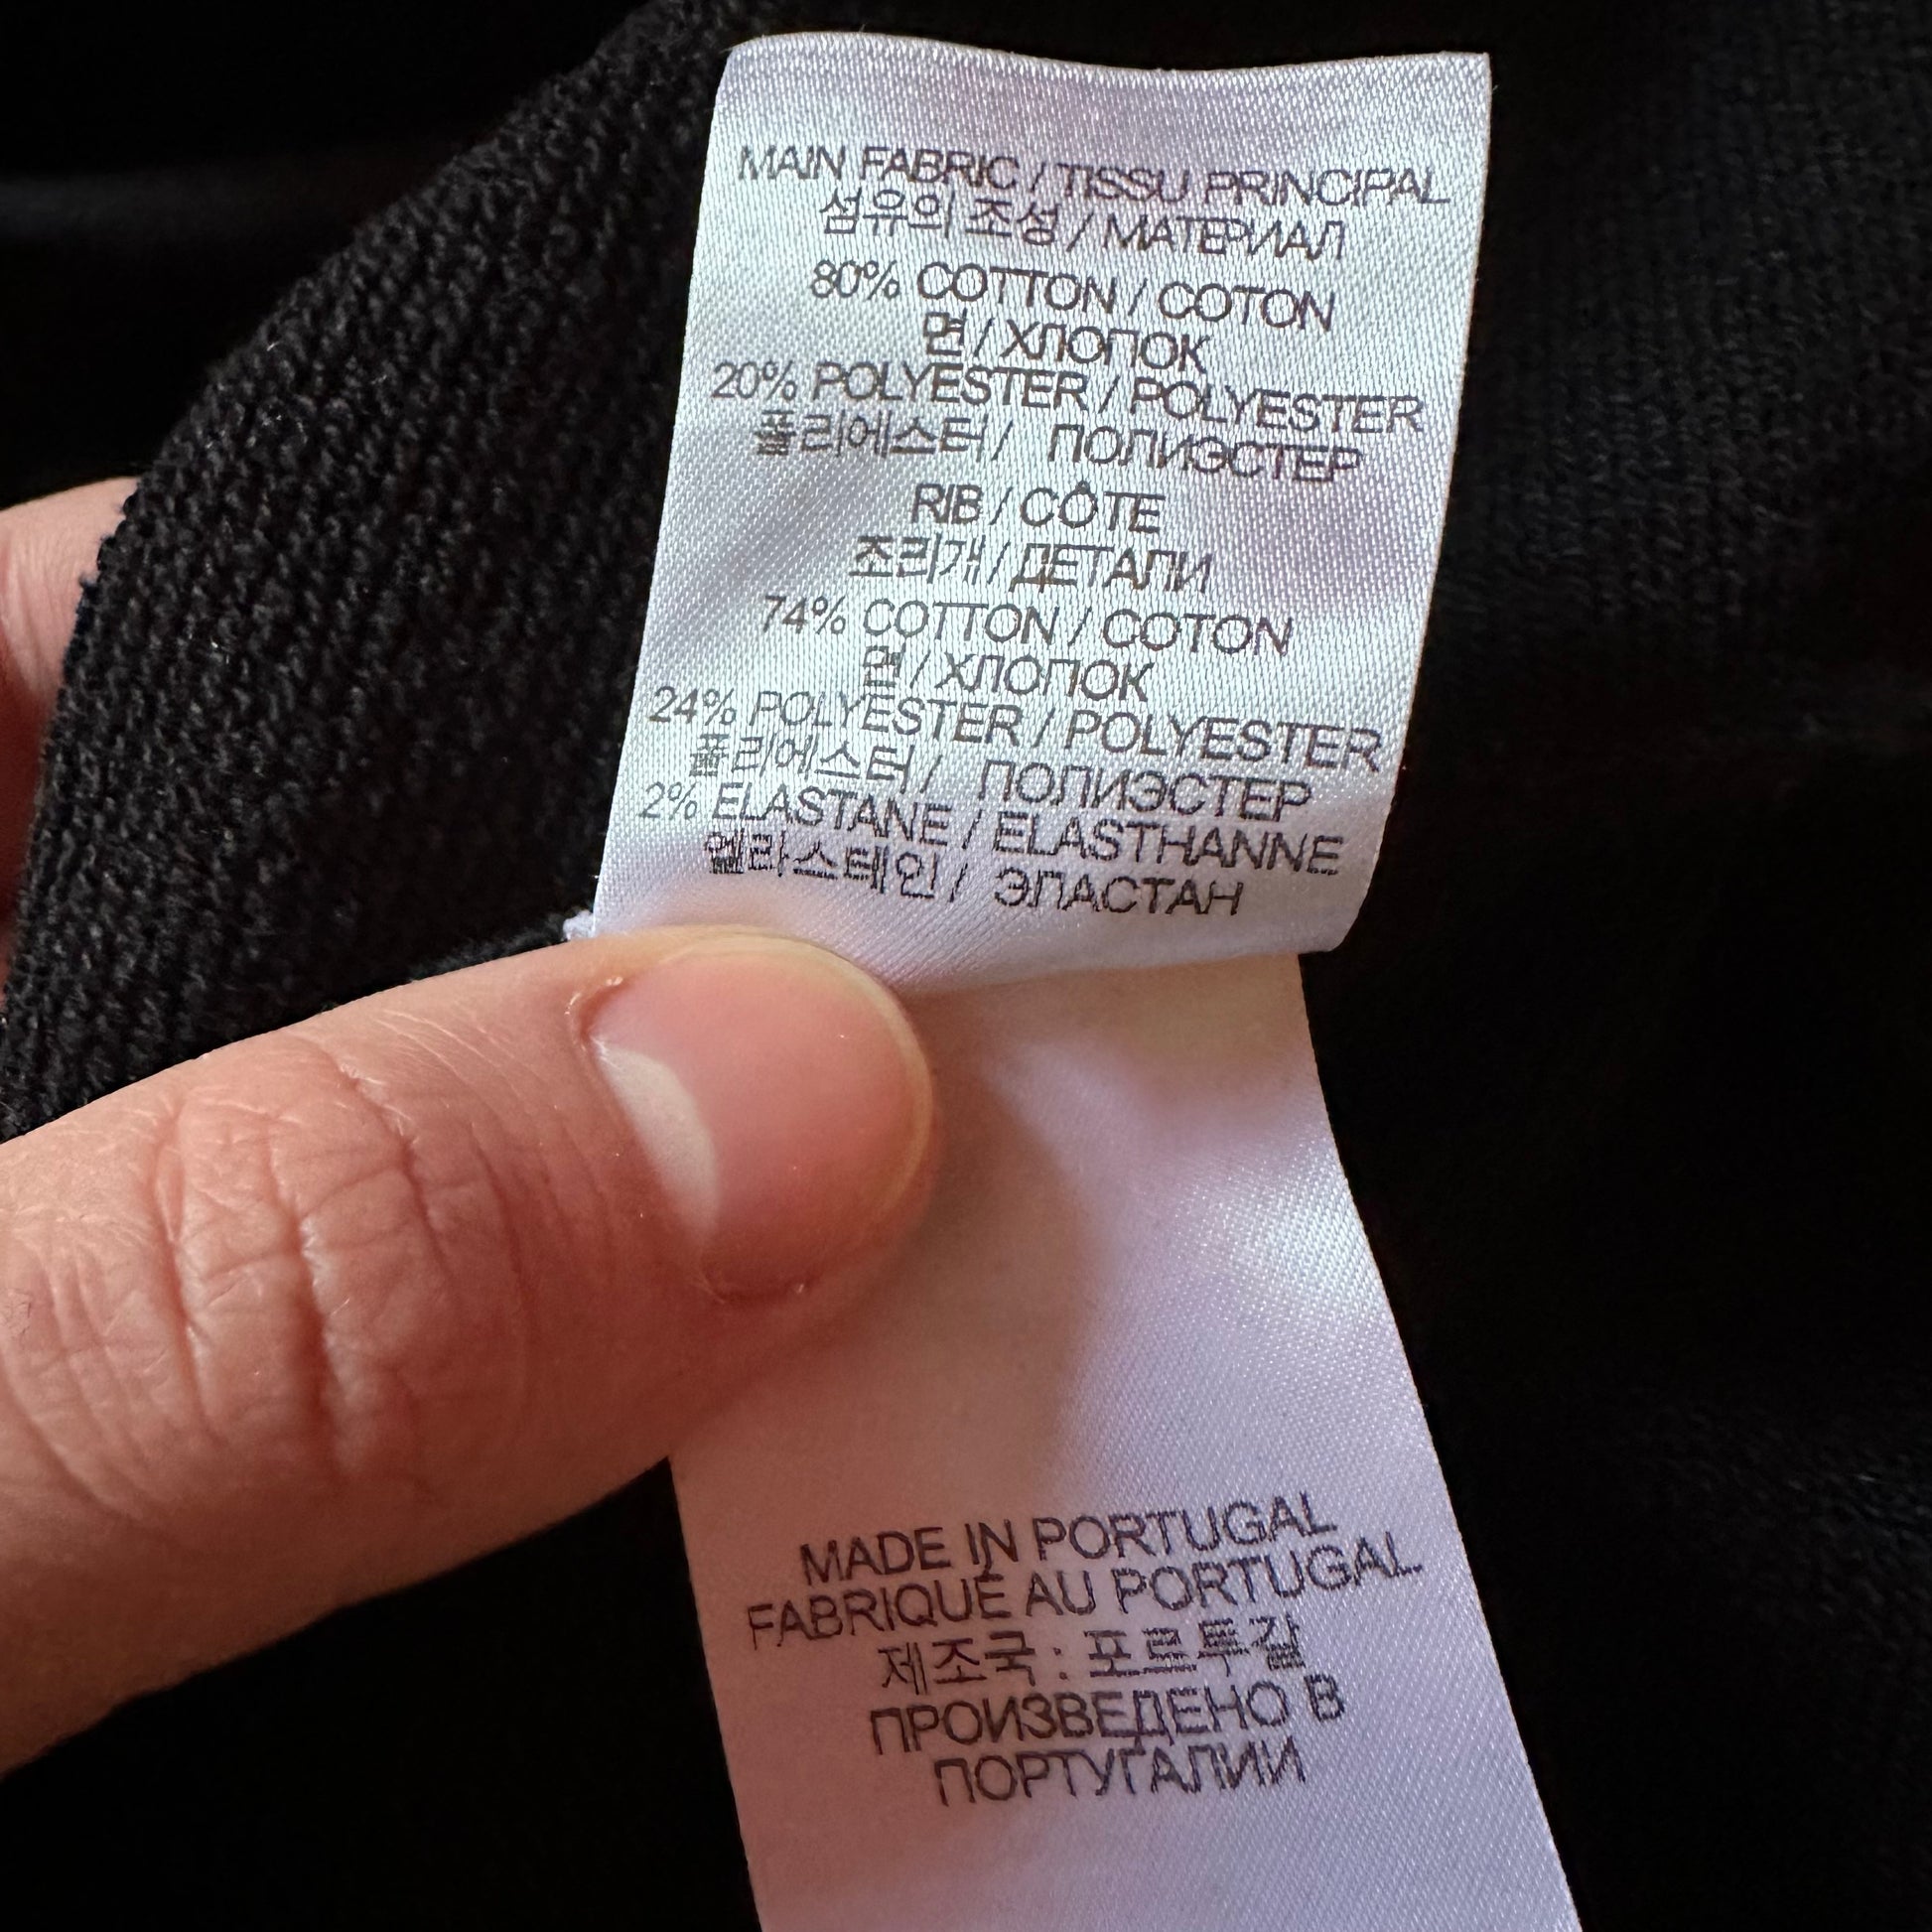 MAIN FABRIC / TISSU PRINCIPAL
섬유의 조성 / МАТЕРИАЛ
80% COTTON / COTON
면 / ХЛОПОК
20% POLYESTER / POLYESTER
폴리에스터 / ПОЛИЭСТЕР
RIB / CÔTE
조리개 / ДЕТАЛИ
74% COTTON / COTON
면 / ХЛОПОК
24% POLYESTER / POLYESTER
폴리에스터 / ПОЛИЭСТЕР
2% ELASTANE / ELASTHANNE
엘라스테인 / ЭЛАСТАН
MADE IN PORTUGAL
FABRIQUÉ AU PORTUGAL
제조국 : 포르투갈
ПРОИЗВЕДЕНО В
ПОРТУГАЛИИ